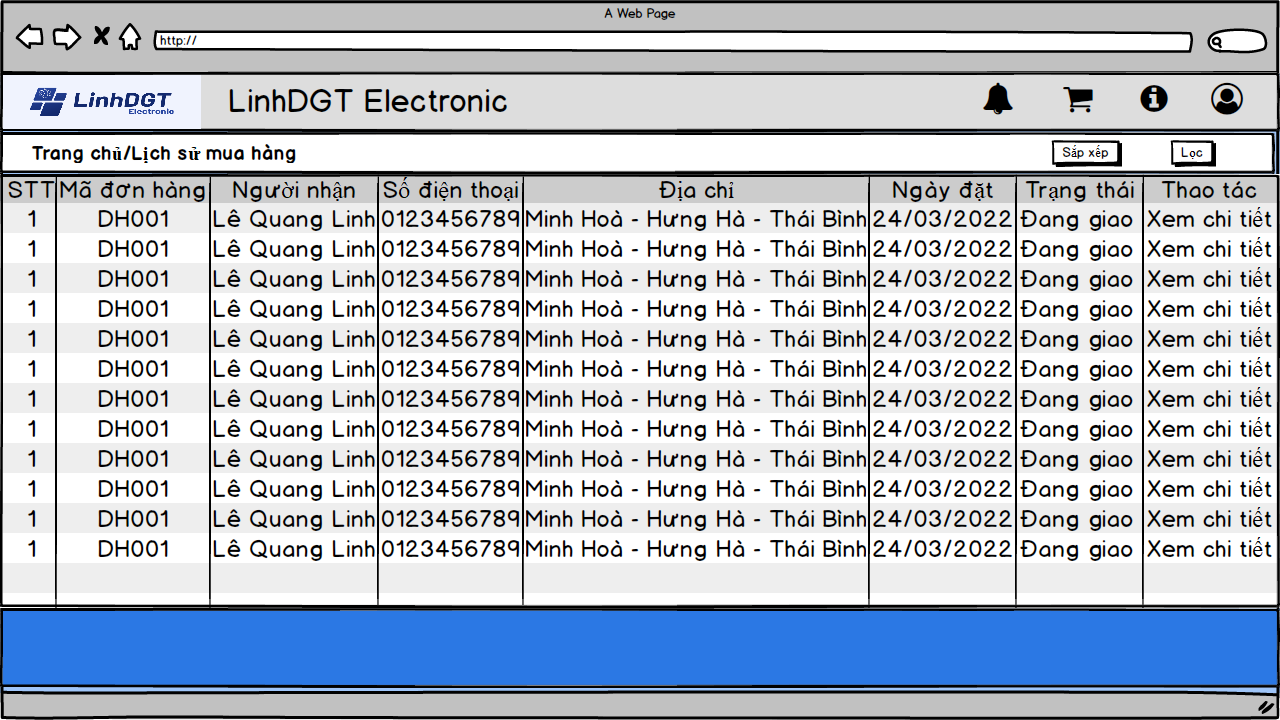 A Web Page
http://
LinhDGT
Electronic
LinhDGT Electronic
Trang chủ/Lịch sử mua hàng
Sắp xếp
Lọc
STT Mã đơn hàng Người nhận Số điện thoại Địa chỉ Ngày đặt Trạng thái Thao tác
1 DH001 Lê Quang Linh 0123456789 Minh Hoà - Hưng Hà - Thái Bình 24/03/2022 Đang giao Xem chi tiết
1 DH001 Lê Quang Linh 0123456789 Minh Hoà - Hưng Hà - Thái Bình 24/03/2022 Đang giao Xem chi tiết
1 DH001 Lê Quang Linh 0123456789 Minh Hoà - Hưng Hà - Thái Bình 24/03/2022 Đang giao Xem chi tiết
1 DH001 Lê Quang Linh 0123456789 Minh Hoà - Hưng Hà - Thái Bình 24/03/2022 Đang giao Xem chi tiết
1 DH001 Lê Quang Linh 0123456789 Minh Hoà - Hưng Hà - Thái Bình 24/03/2022 Đang giao Xem chi tiết
1 DH001 Lê Quang Linh 0123456789 Minh Hoà - Hưng Hà - Thái Bình 24/03/2022 Đang giao Xem chi tiết
1 DH001 Lê Quang Linh 0123456789 Minh Hoà - Hưng Hà - Thái Bình 24/03/2022 Đang giao Xem chi tiết
1 DH001 Lê Quang Linh 0123456789 Minh Hoà - Hưng Hà - Thái Bình 24/03/2022 Đang giao Xem chi tiết
1 DH001 Lê Quang Linh 0123456789 Minh Hoà - Hưng Hà - Thái Bình 24/03/2022 Đang giao Xem chi tiết
1 DH001 Lê Quang Linh 0123456789 Minh Hoà - Hưng Hà - Thái Bình 24/03/2022 Đang giao Xem chi tiết
1 DH001 Lê Quang Linh 0123456789 Minh Hoà - Hưng Hà - Thái Bình 24/03/2022 Đang giao Xem chi tiết
1 DH001 Lê Quang Linh 0123456789 Minh Hoà - Hưng Hà - Thái Bình 24/03/2022 Đang giao Xem chi tiết